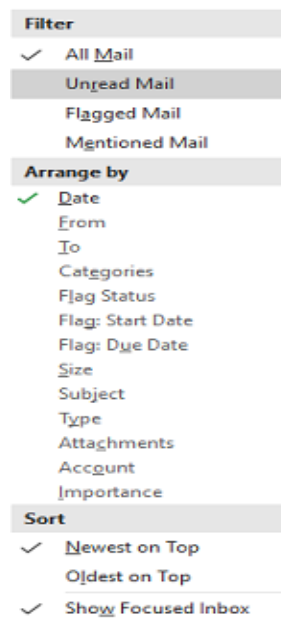 Filter
All Mail
Unread Mail
Flagged Mail
Mentioned Mail
Arrange by
Date
From
To
Categories
Flag Status
Flag: Start Date
Flag: Due Date
Size
Subject
Type
Attachments
Account
Importance
Sort
Newest on Top
Oldest on Top
Show Focused Inbox